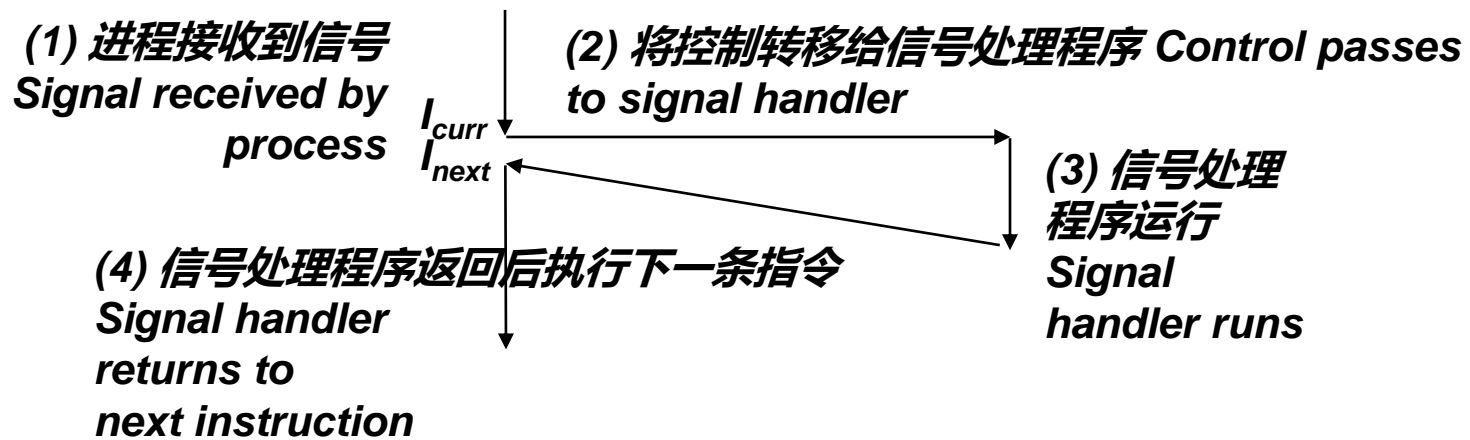 (1) 进程接收到信号
Signal received by
process
I_curr
I_next
(2) 将控制转移给信号处理程序 Control passes
to signal handler
(3) 信号处理
程序运行
Signal
handler runs
(4) 信号处理程序返回后执行下一条指令
Signal handler
returns to
next instruction